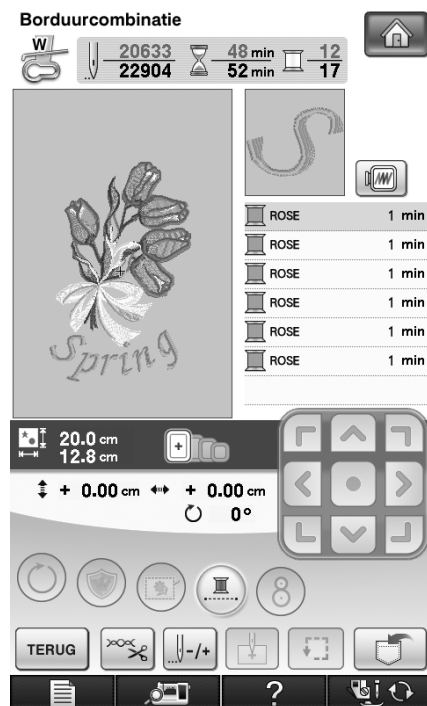 Borduurcombinatie
W
20633 48 min 12
22904 52 min 17
ROSE 1 min
ROSE 1 min
ROSE 1 min
ROSE 1 min
ROSE 1 min
ROSE 1 min
Spring
20.0 cm
12.8 cm
+ 0.00 cm + 0.00 cm
0°
TERUG
-/+
?